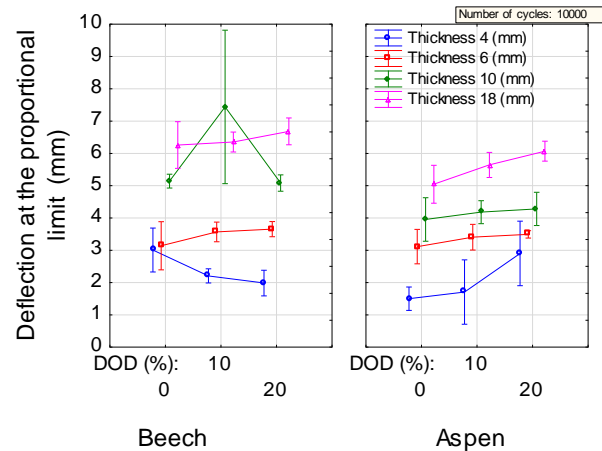 Number of cycles: 10000
Thickness 4 (mm)
Thickness 6 (mm)
Thickness 10 (mm)
Thickness 18 (mm)
Deflection at the proportional
limit (mm)
10
9
8
7
6
5
4
3
2
1
0
DOD (%): 10 DOD (%): 10
0 20 0 20
Beech Aspen